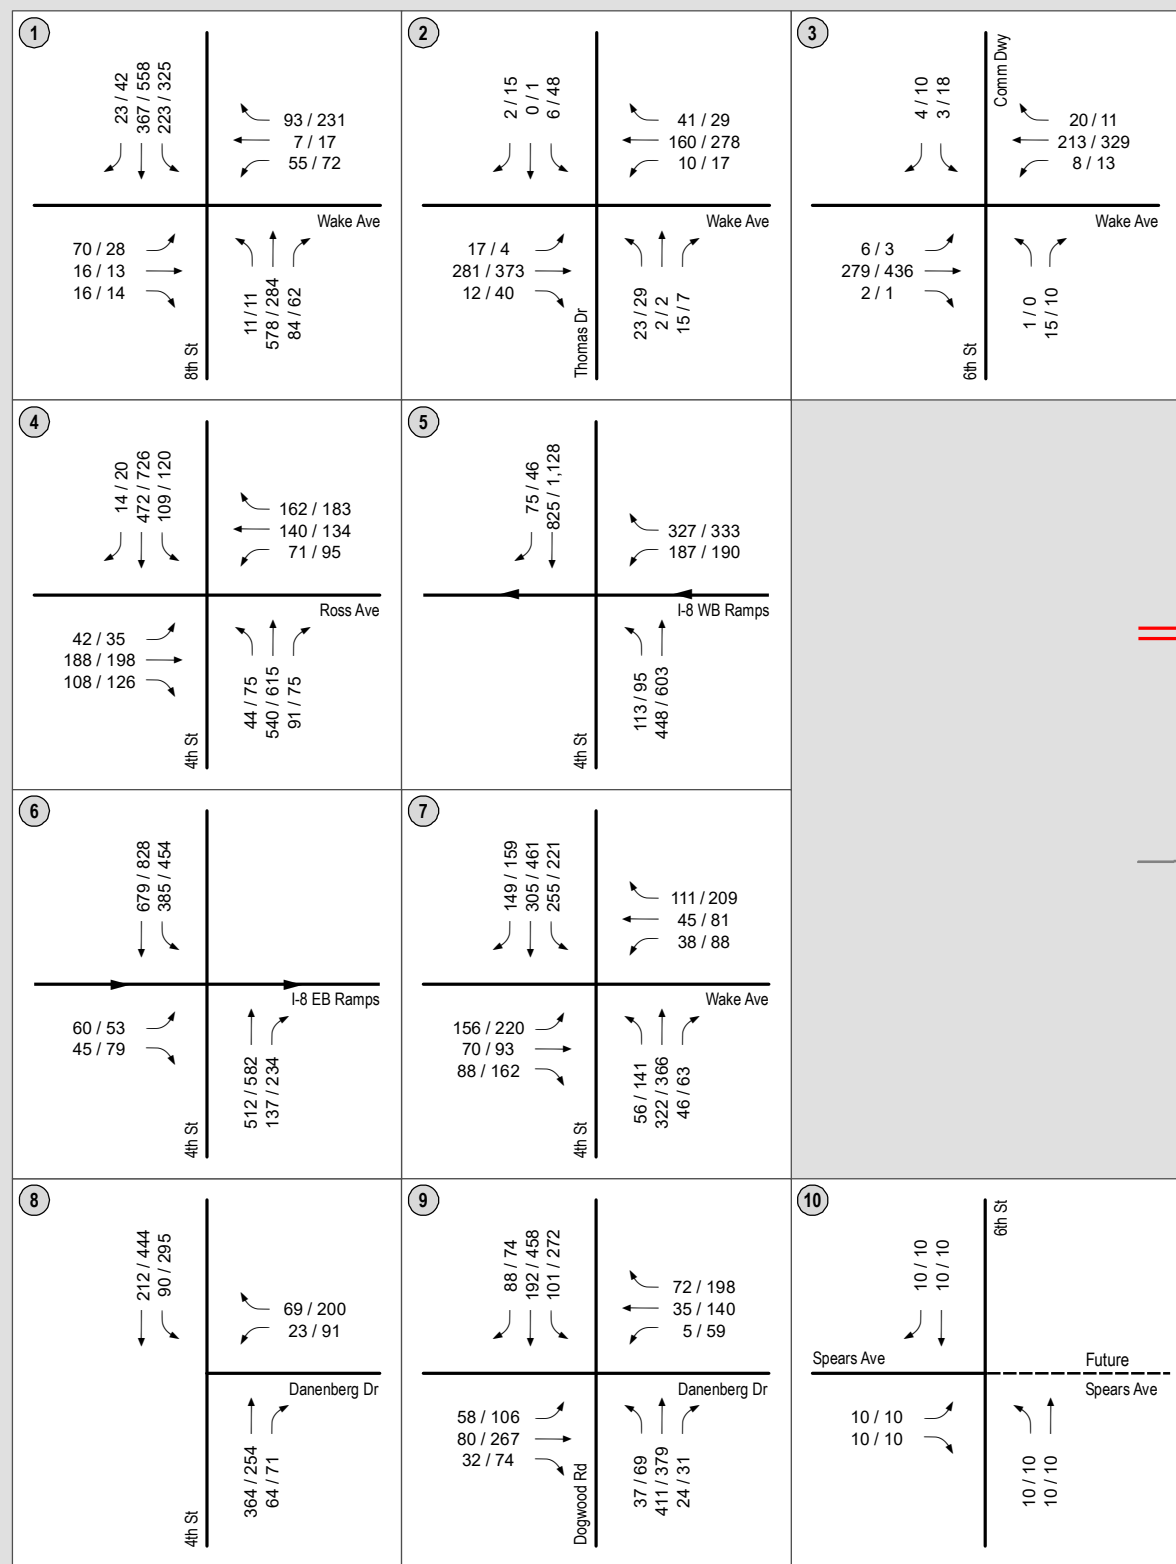 1
23 / 42
367 / 558
223 / 325
93 / 231
7 / 17
55 / 72
Wake Ave
70 / 28
16 / 13
16 / 14
11 / 11
578 / 284
84 / 62
8th St
2
2 / 15
0 / 1
6 / 48
41 / 29
160 / 278
10 / 17
Wake Ave
17 / 4
281 / 373
12 / 40
23 / 29
2 / 2
15 / 7
Thomas Dr
3
4 / 10
3 / 18
Comm Dwy
20 / 11
213 / 329
8 / 13
Wake Ave
6 / 3
279 / 436
2 / 1
1 / 0
15 / 10
6th St
4
14 / 20
472 / 726
109 / 120
162 / 183
140 / 134
71 / 95
Ross Ave
42 / 35
188 / 198
108 / 126
44 / 75
540 / 615
91 / 75
4th St
5
75 / 46
825 / 1,128
327 / 333
187 / 190
I-8 WB Ramps
113 / 95
448 / 603
4th St
6
679 / 828
385 / 454
I-8 EB Ramps
60 / 53
45 / 79
512 / 582
137 / 234
4th St
7
149 / 159
305 / 461
255 / 221
111 / 209
45 / 81
38 / 88
Wake Ave
156 / 220
70 / 93
88 / 162
56 / 141
322 / 366
46 / 63
4th St
8
212 / 444
90 / 295
69 / 200
23 / 91
Danenberg Dr
364 / 254
64 / 71
4th St
9
88 / 74
192 / 458
101 / 272
72 / 198
35 / 140
5 / 59
Danenberg Dr
58 / 106
80 / 267
32 / 74
37 / 69
411 / 379
24 / 31
Dogwood Rd
10
10 / 10
10 / 10
6th St
Spears Ave
Future
Spears Ave
10 / 10
10 / 10
10 / 10
10 / 10